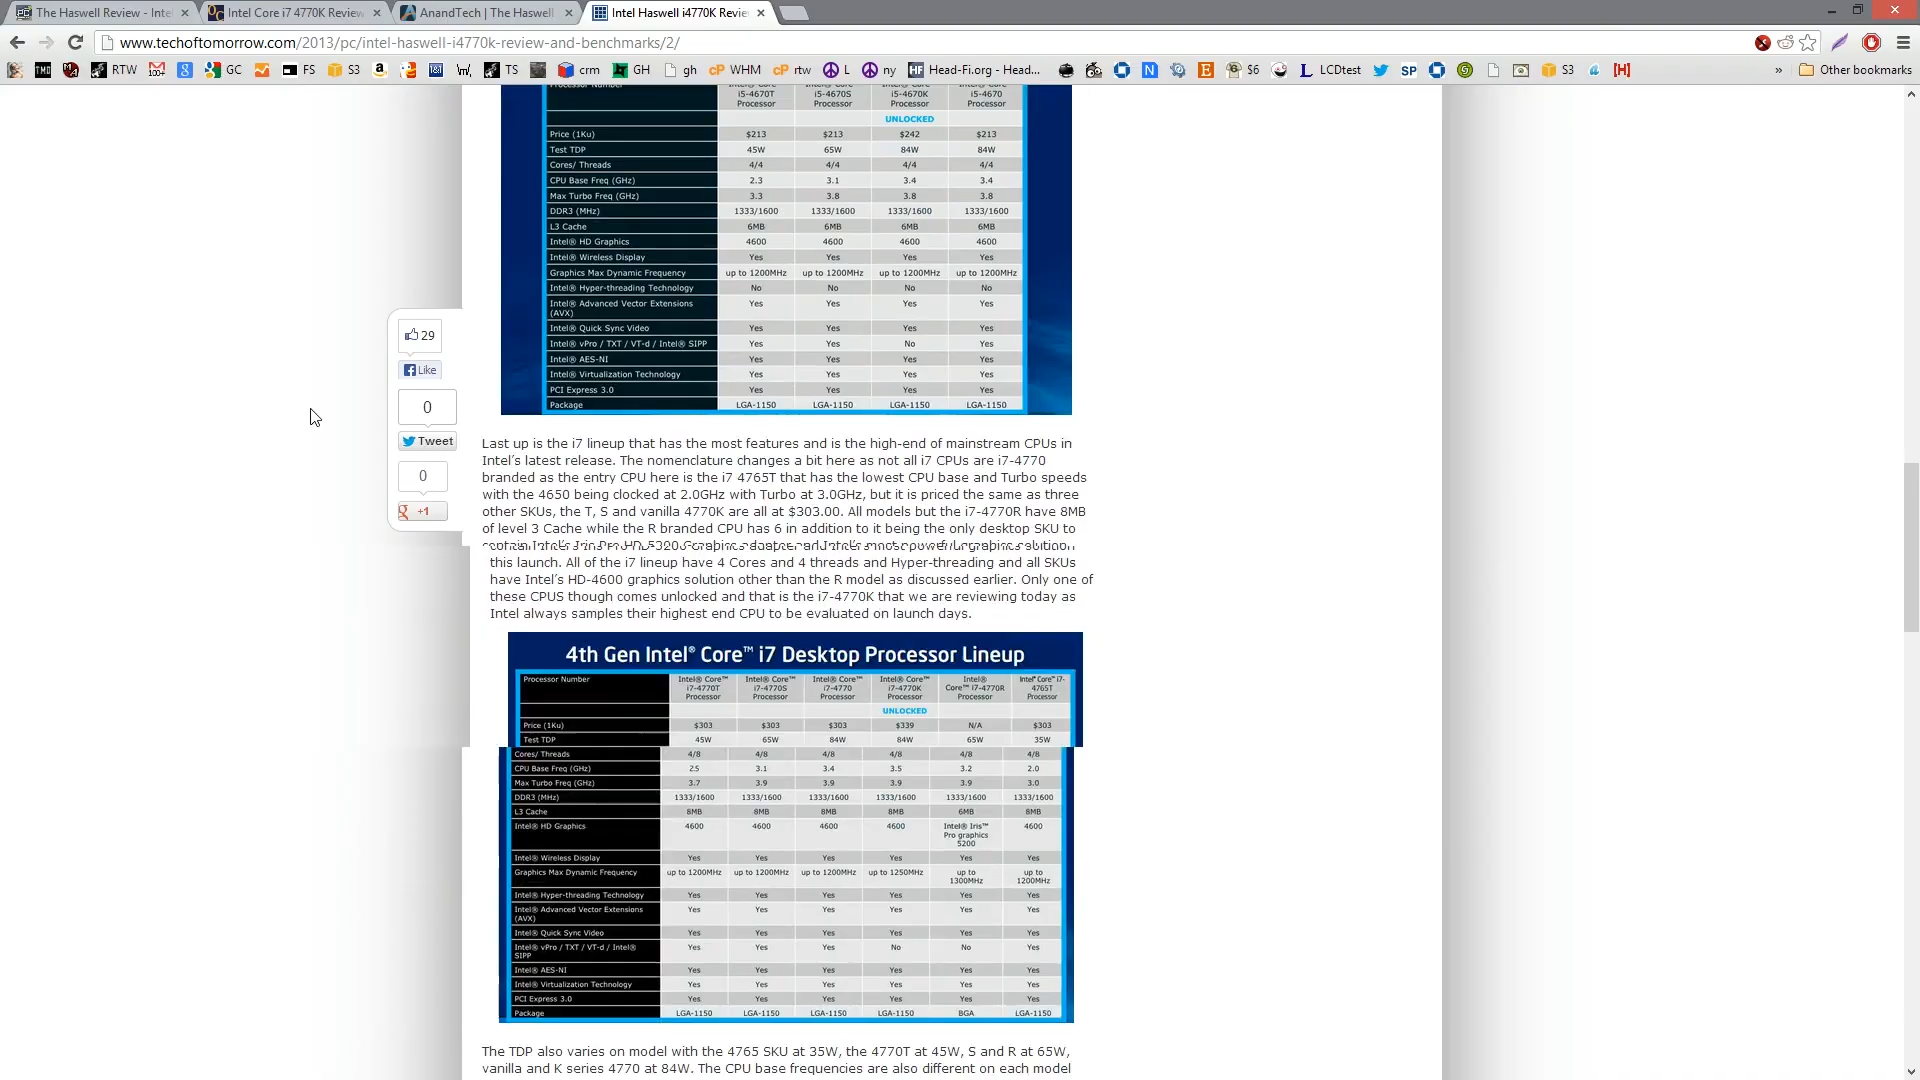 The Haswell Review - Inte
Intel Core i7 4770K Review
AnandTech | The Haswell
Intel Haswell i4770K Revie
www.techoftomorrow.com/2013/pc/intel-haswell-i4770k-review-and-benchmarks/2/
TMD RTW 100+ GC FS S3 TS crm GH gh cP WHM cP rtw L ny HF Head-Fi.org - Head... N E $6 L LCDtest SP S3 [H] » Other bookmarks
i5-4670T i5-4670S i5-4670K i5-4670
Processor Processor Processor Processor
UNLOCKED
Price (1Ku) $213 $213 $242 $213
Test TDP 45W 65W 84W 84W
Cores/ Threads 4/4 4/4 4/4 4/4
CPU Base Freq (GHz) 2.3 3.1 3.4 3.4
Max Turbo Freq (GHz) 3.3 3.8 3.8 3.8
DDR3 (MHz) 1333/1600 1333/1600 1333/1600 1333/1600
L3 Cache 6MB 6MB 6MB 6MB
Intel® HD Graphics 4600 4600 4600 4600
Intel® Wireless Display Yes Yes Yes Yes
Graphics Max Dynamic Frequency up to 1200MHz up to 1200MHz up to 1200MHz up to 1200MHz
Intel® Hyper-threading Technology No No No No
Intel® Advanced Vector Extensions (AVX) Yes Yes Yes Yes
Intel® Quick Sync Video Yes Yes Yes Yes
Intel® vPro / TXT / VT-d / Intel® SIPP Yes Yes No Yes
Intel® AES-NI Yes Yes Yes Yes
Intel® Virtualization Technology Yes Yes Yes Yes
PCI Express 3.0 Yes Yes Yes Yes
Package LGA-1150 LGA-1150 LGA-1150 LGA-1150
29
Like
0
Tweet
0
+1
Last up is the i7 lineup that has the most features and is the high-end of mainstream CPUs in
Intel's latest release. The nomenclature changes a bit here as not all i7 CPUs are i7-4770
branded as the entry CPU here is the i7 4765T that has the lowest CPU base and Turbo speeds
with the 4650 being clocked at 2.0GHz with Turbo at 3.0GHz, but it is priced the same as three
other SKUs, the T, S and vanilla 4770K are all at $303.00. All models but the i7-4770R have 8MB
of level 3 Cache while the R branded CPU has 6 in addition to it being the only desktop SKU to
this launch. All of the i7 lineup have 4 Cores and 4 threads and Hyper-threading and all SKUs
have Intel's HD-4600 graphics solution other than the R model as discussed earlier. Only one of
these CPUS though comes unlocked and that is the i7-4770K that we are reviewing today as
Intel always samples their highest end CPU to be evaluated on launch days.
4th Gen Intel® Core™ i7 Desktop Processor Lineup
Processor Number Intel® Core™ i7-4770T Processor Intel® Core™ i7-4770S Processor Intel® Core™ i7-4770 Processor Intel® Core™ i7-4770K Processor Intel® Core™ i7-4770R Processor Intel® Core™ i7-4765T Processor
UNLOCKED
Price (1Ku) $303 $303 $303 $339 N/A $303
Test TDP 45W 65W 84W 84W 65W 35W
Cores/ Threads 4/8 4/8 4/8 4/8 4/8 4/8
CPU Base Freq (GHz) 2.5 3.1 3.4 3.5 3.2 2.0
Max Turbo Freq (GHz) 3.7 3.9 3.9 3.9 3.9 3.0
DDR3 (MHz) 1333/1600 1333/1600 1333/1600 1333/1600 1333/1600 1333/1600
L3 Cache 8MB 8MB 8MB 8MB 6MB 8MB
Intel® HD Graphics 4600 4600 4600 4600 Intel® Iris™ Pro graphics 5200 4600
Intel® Wireless Display Yes Yes Yes Yes Yes Yes
Graphics Max Dynamic Frequency up to 1200MHz up to 1200MHz up to 1200MHz up to 1250MHz up to 1300MHz up to 1200MHz
Intel® Hyper-threading Technology Yes Yes Yes Yes Yes Yes
Intel® Advanced Vector Extensions (AVX) Yes Yes Yes Yes Yes Yes
Intel® Quick Sync Video Yes Yes Yes Yes Yes Yes
Intel® vPro / TXT / VT-d / Intel® SIPP Yes Yes Yes No No Yes
Intel® AES-NI Yes Yes Yes Yes Yes Yes
Intel® Virtualization Technology Yes Yes Yes Yes Yes Yes
PCI Express 3.0 Yes Yes Yes Yes Yes Yes
Package LGA-1150 LGA-1150 LGA-1150 LGA-1150 BGA LGA-1150
The TDP also varies on model with the 4765 SKU at 35W, the 4770T at 45W, S and R at 65W,
vanilla and K series 4770 at 84W. The CPU base frequencies are also different on each model